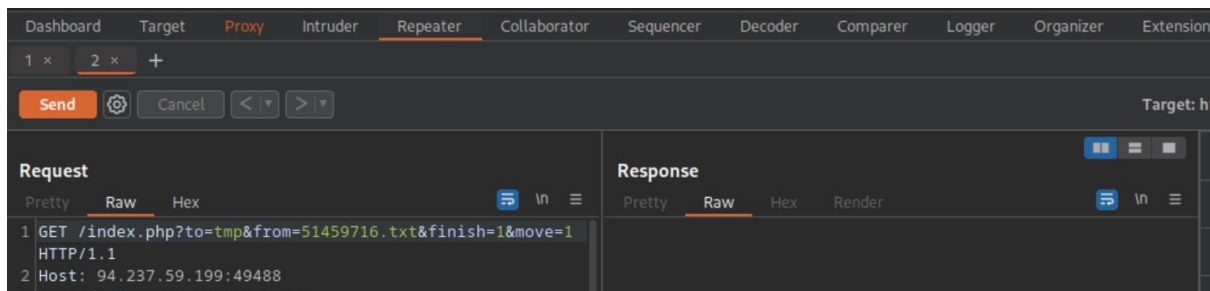 Dashboard Target Proxy Intruder Repeater Collaborator Sequencer Decoder Comparer Logger Organizer Extension
1 × 2 × +
Send Cancel < > Target: h
Request
Pretty Raw Hex \n
1 GET /index.php?to=tmp&from=51459716.txt&finish=1&move=1
HTTP/1.1
2 Host: 94.237.59.199:49488
Response
Pretty Raw Hex Render \n